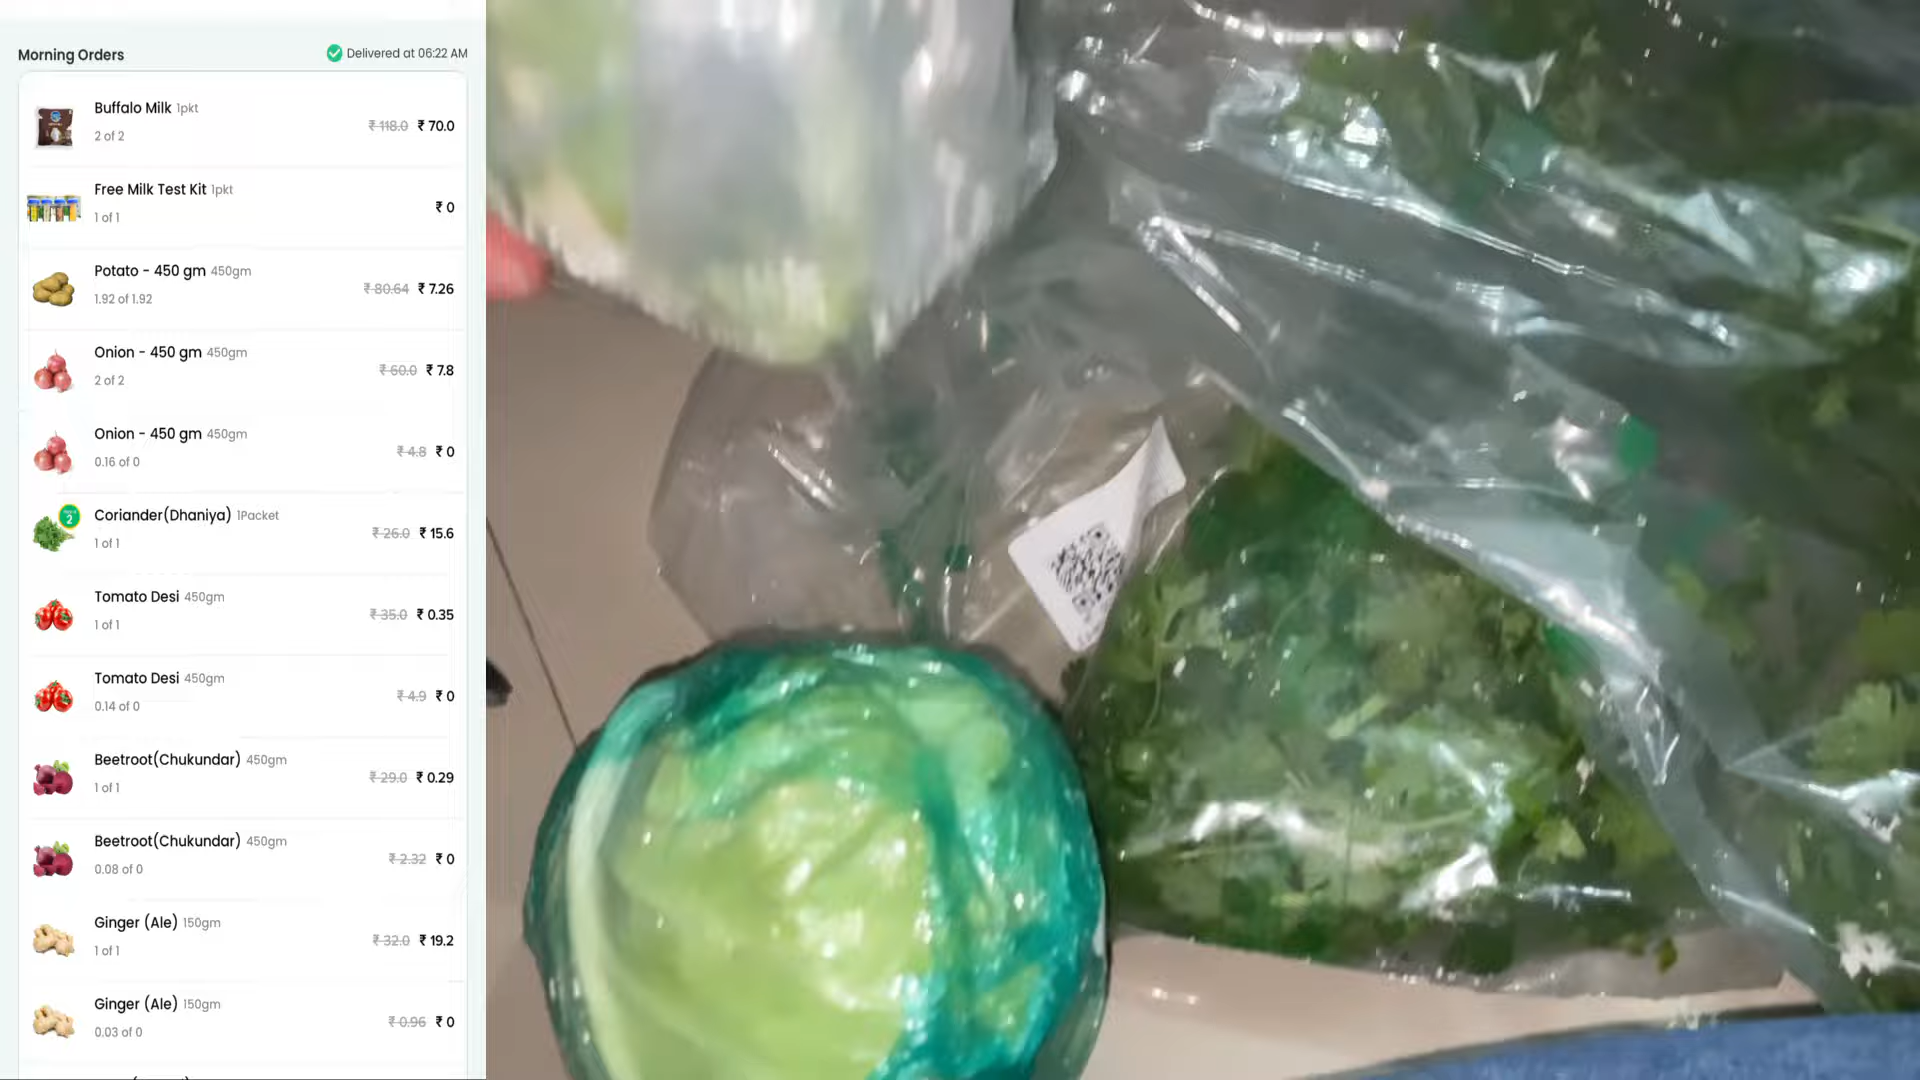 Morning Orders
Delivered at 06:22 AM
Buffalo Milk 1pkt
2 of 2
₹ 118.0 ₹ 70.0
Free Milk Test Kit 1pkt
1 of 1
₹ 0
Potato - 450 gm 450gm
1.92 of 1.92
₹ 80.64 ₹ 7.26
Onion - 450 gm 450gm
2 of 2
₹ 60.0 ₹ 7.8
Onion - 450 gm 450gm
0.16 of 0
₹ 4.8 ₹ 0
Coriander(Dhaniya) 1Packet
1 of 1
₹ 26.0 ₹ 15.6
Tomato Desi 450gm
1 of 1
₹ 35.0 ₹ 0.35
Tomato Desi 450gm
0.14 of 0
₹ 4.9 ₹ 0
Beetroot(Chukundar) 450gm
1 of 1
₹ 29.0 ₹ 0.29
Beetroot(Chukundar) 450gm
0.08 of 0
₹ 2.32 ₹ 0
Ginger (Ale) 150gm
1 of 1
₹ 32.0 ₹ 19.2
Ginger (Ale) 150gm
0.03 of 0
₹ 0.96 ₹ 0